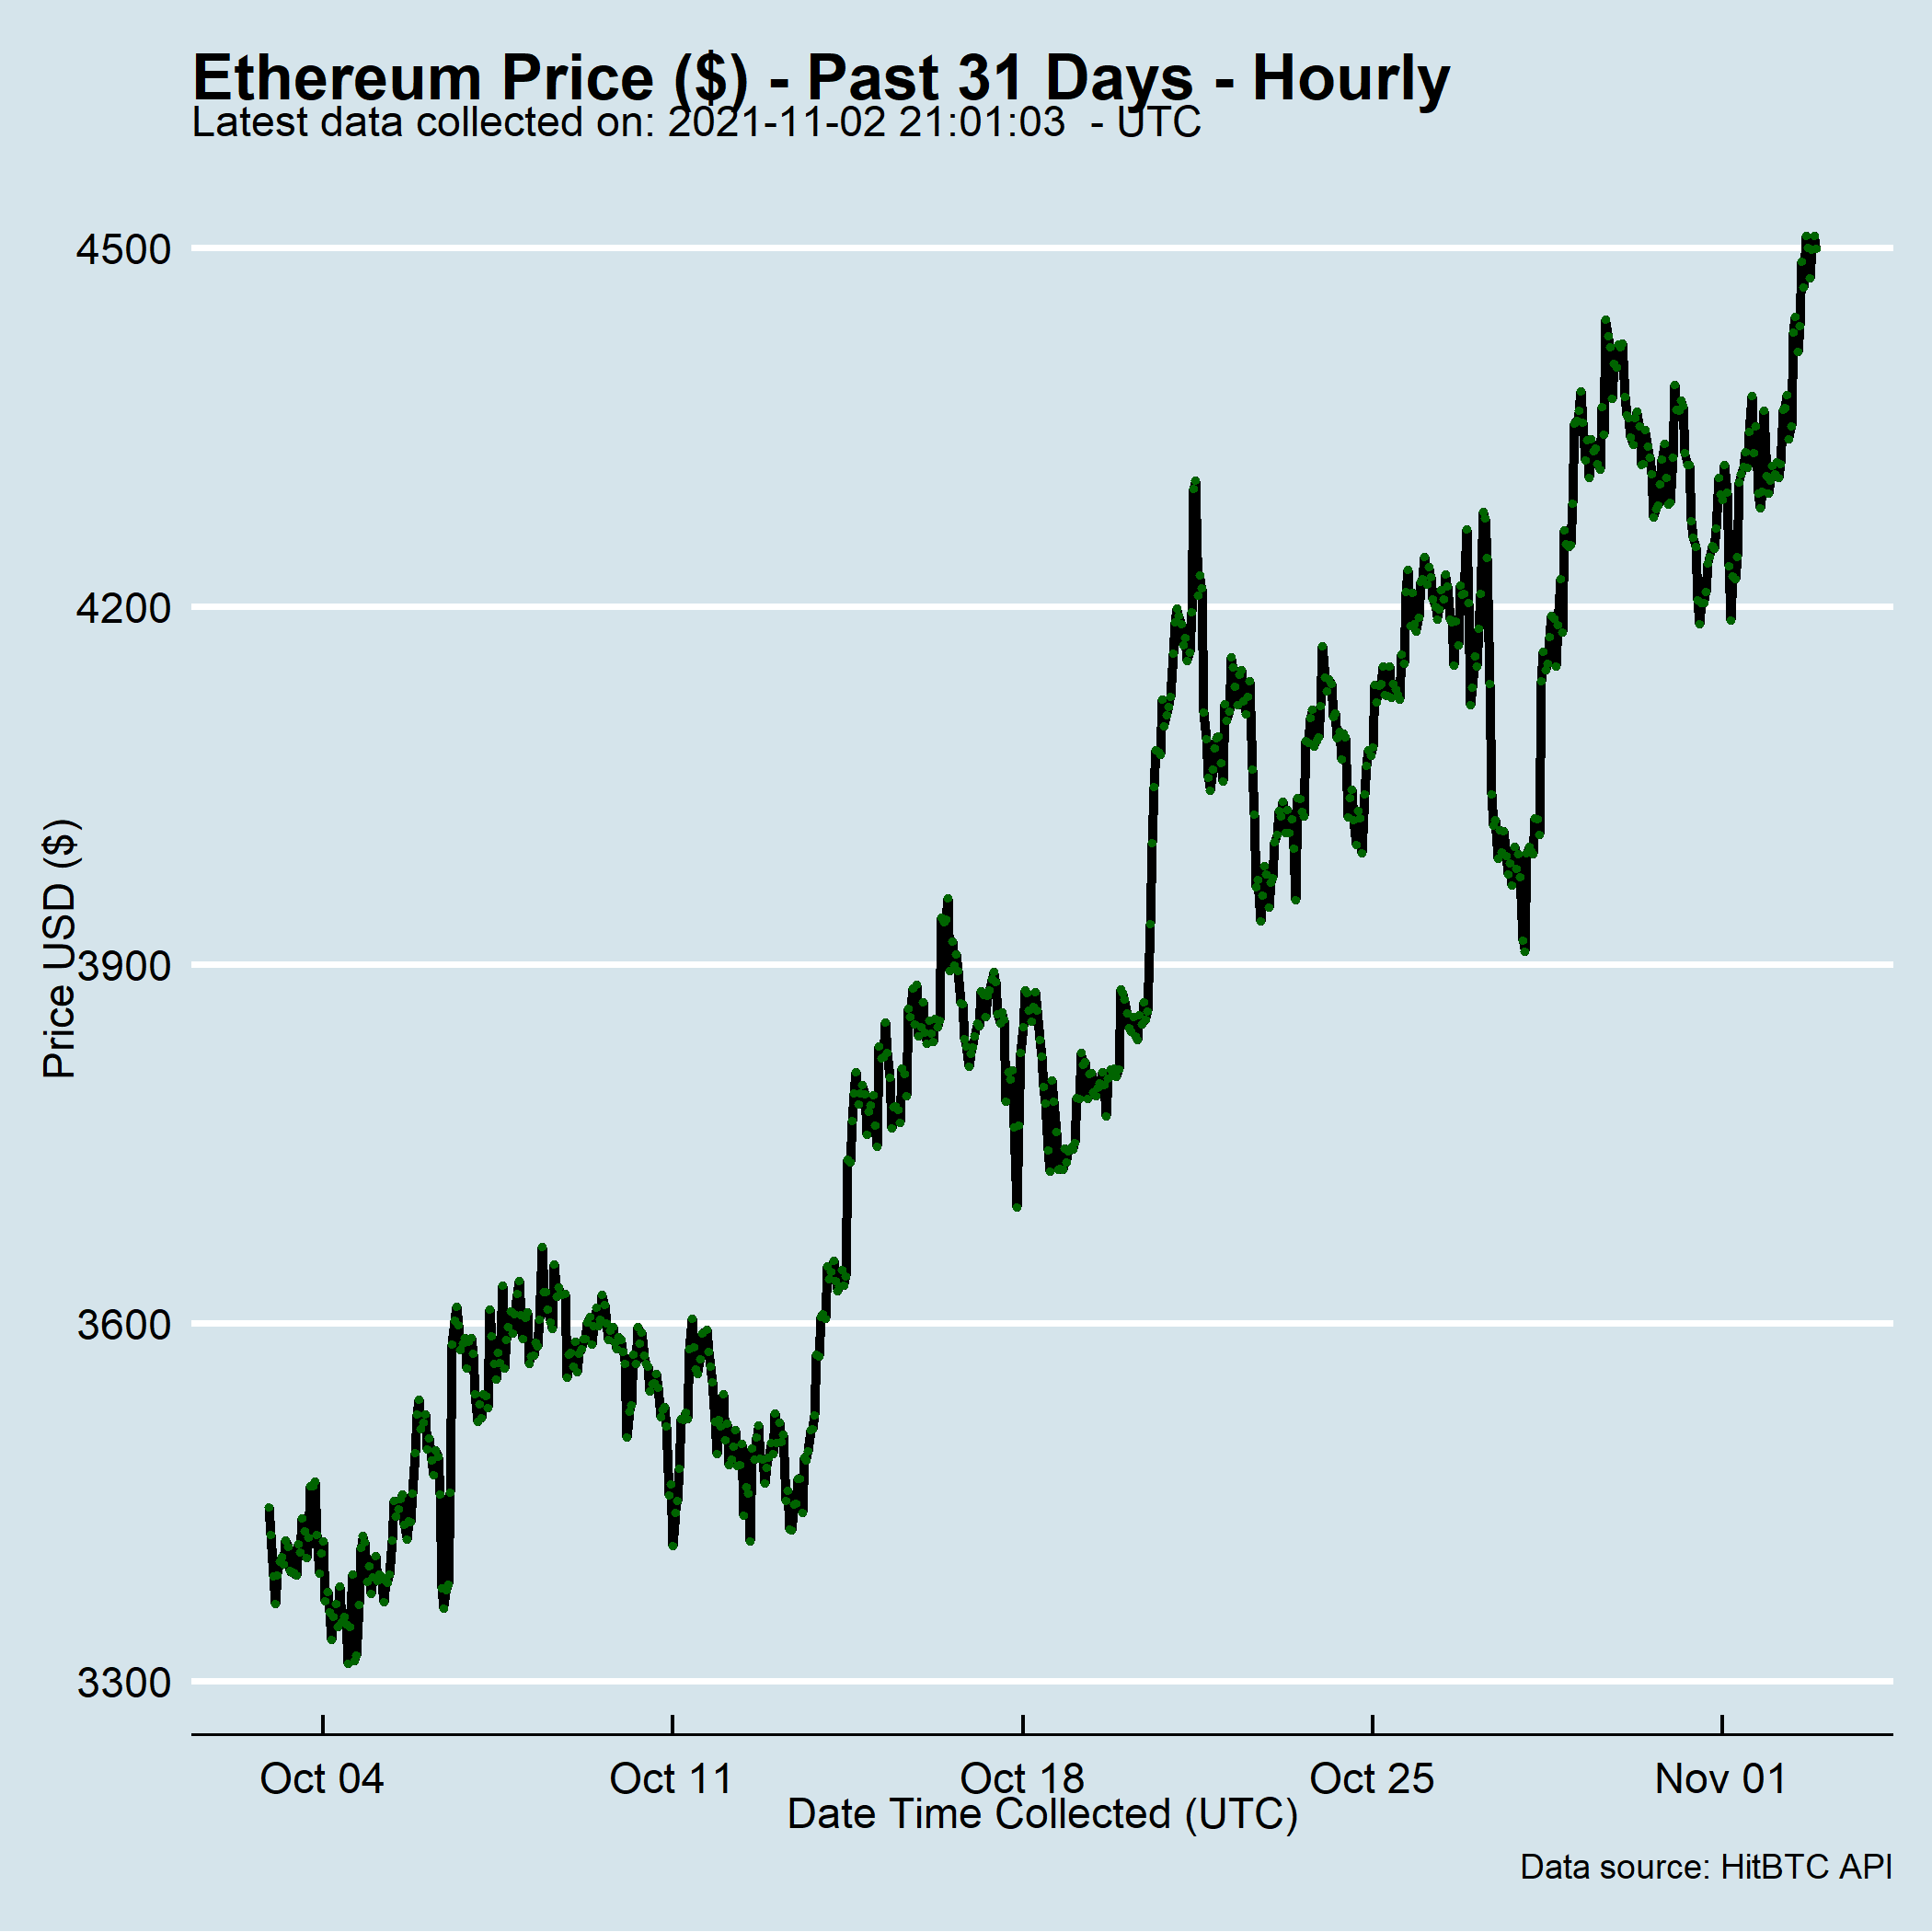 Ethereum Price ($) - Past 31 Days - Hourly
Latest data collected on: 2021-11-02 21:01:03  - UTC
4500
4200
3900
3600
3300
Price USD ($)
Oct 04
Oct 11
Oct 18
Oct 25
Nov 01
Date Time Collected (UTC)
Data source: HitBTC API